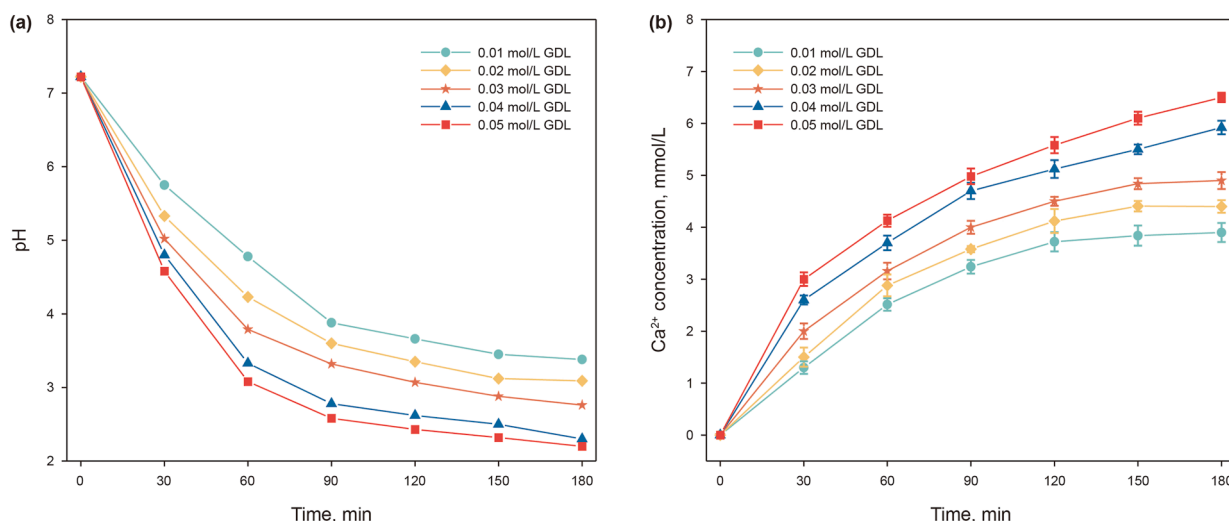 (a)
8
7
6
5
4
3
2
pH
0 30 60 90 120 150 180
Time, min
0.01 mol/L GDL
0.02 mol/L GDL
0.03 mol/L GDL
0.04 mol/L GDL
0.05 mol/L GDL
(b)
8
7
6
5
4
3
2
1
0
Ca²⁺ concentration, mmol/L
0 30 60 90 120 150 180
Time, min
0.01 mol/L GDL
0.02 mol/L GDL
0.03 mol/L GDL
0.04 mol/L GDL
0.05 mol/L GDL